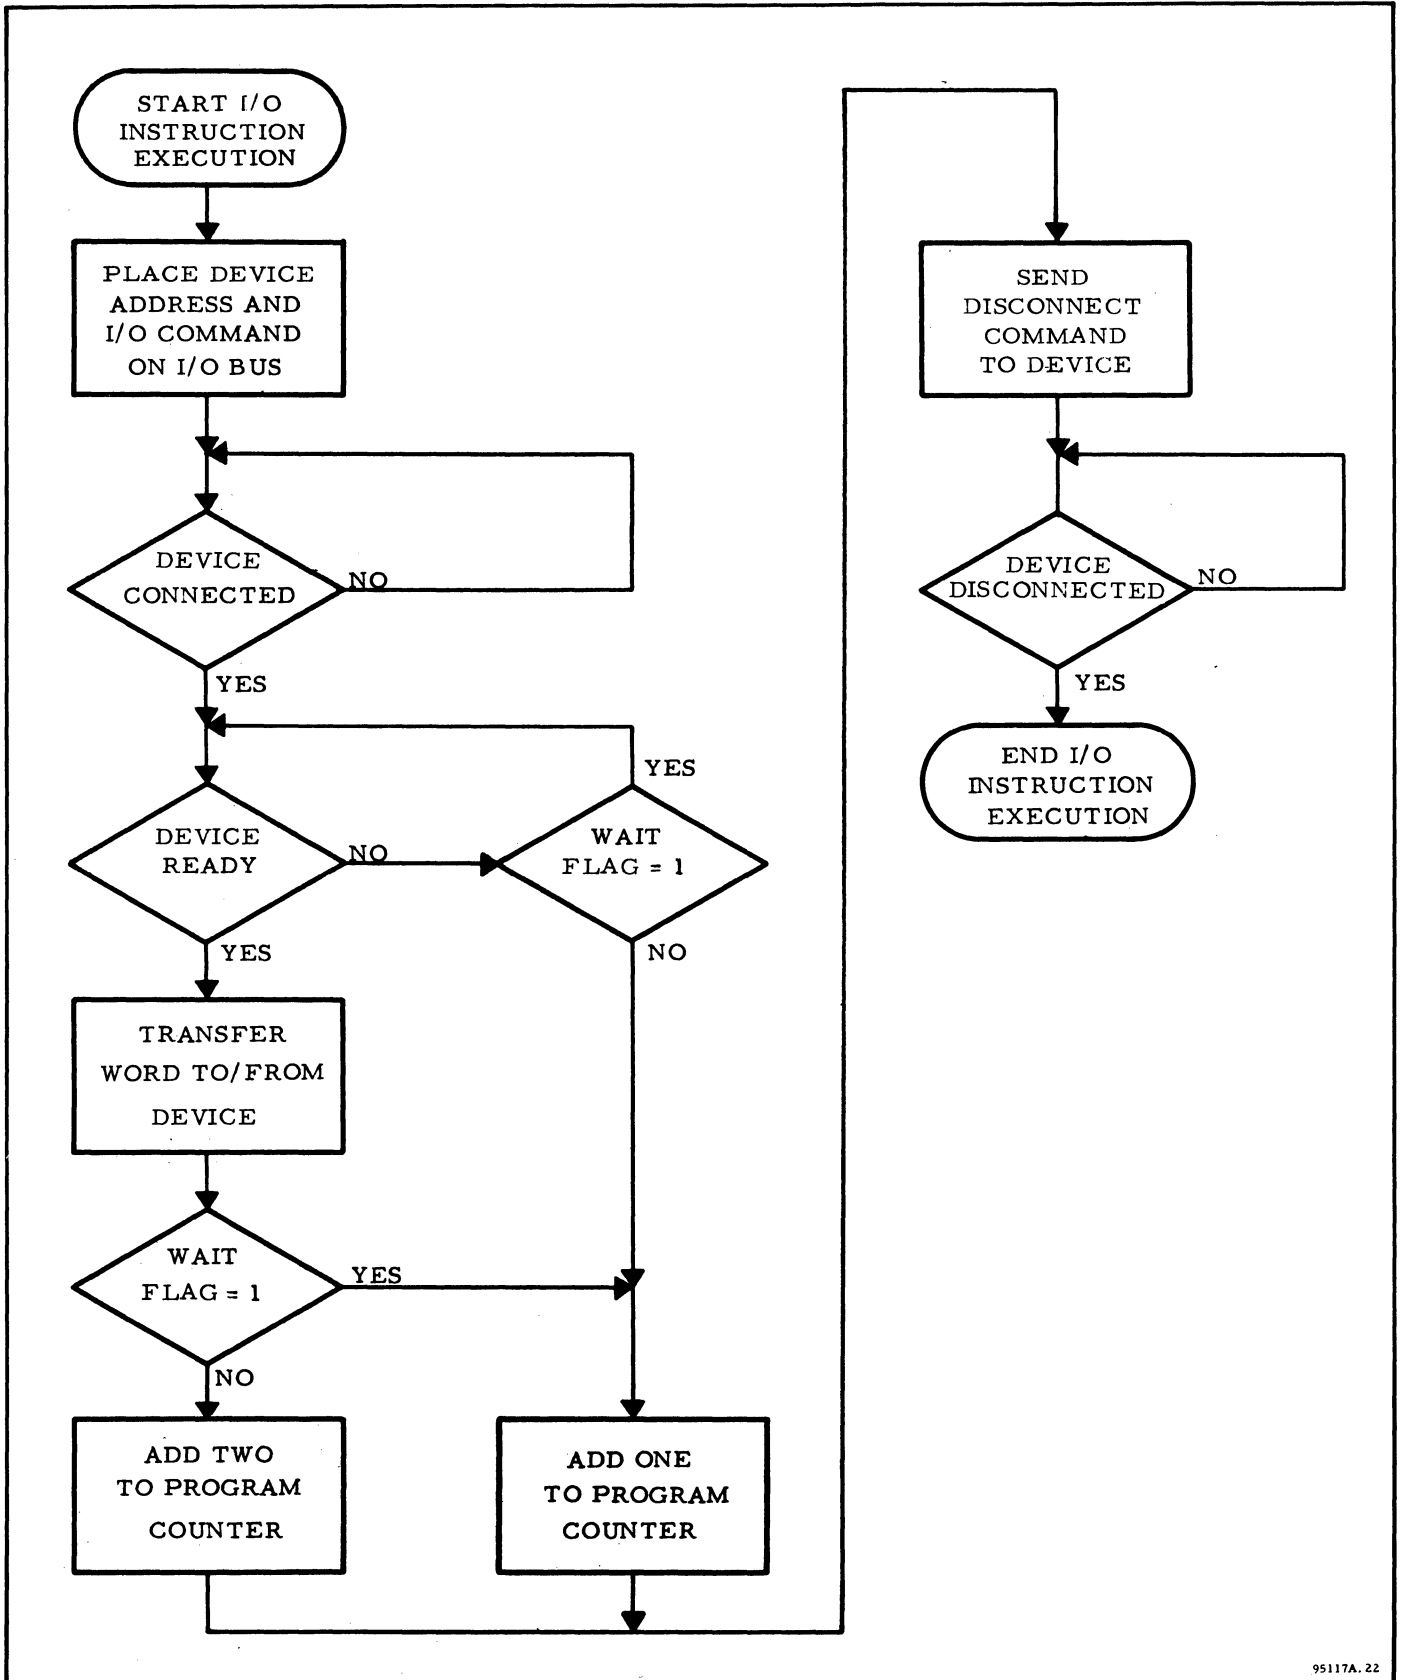 START I/O
INSTRUCTION
EXECUTION
PLACE DEVICE
ADDRESS AND
I/O COMMAND
ON I/O BUS
DEVICE
CONNECTED
NO
YES
DEVICE
READY
NO
YES
WAIT
FLAG = 1
YES
NO
TRANSFER
WORD TO/FROM
DEVICE
WAIT
FLAG = 1
YES
NO
ADD TWO
TO PROGRAM
COUNTER
ADD ONE
TO PROGRAM
COUNTER
SEND
DISCONNECT
COMMAND
TO DEVICE
DEVICE
DISCONNECTED
NO
YES
END I/O
INSTRUCTION
EXECUTION
95117A.22